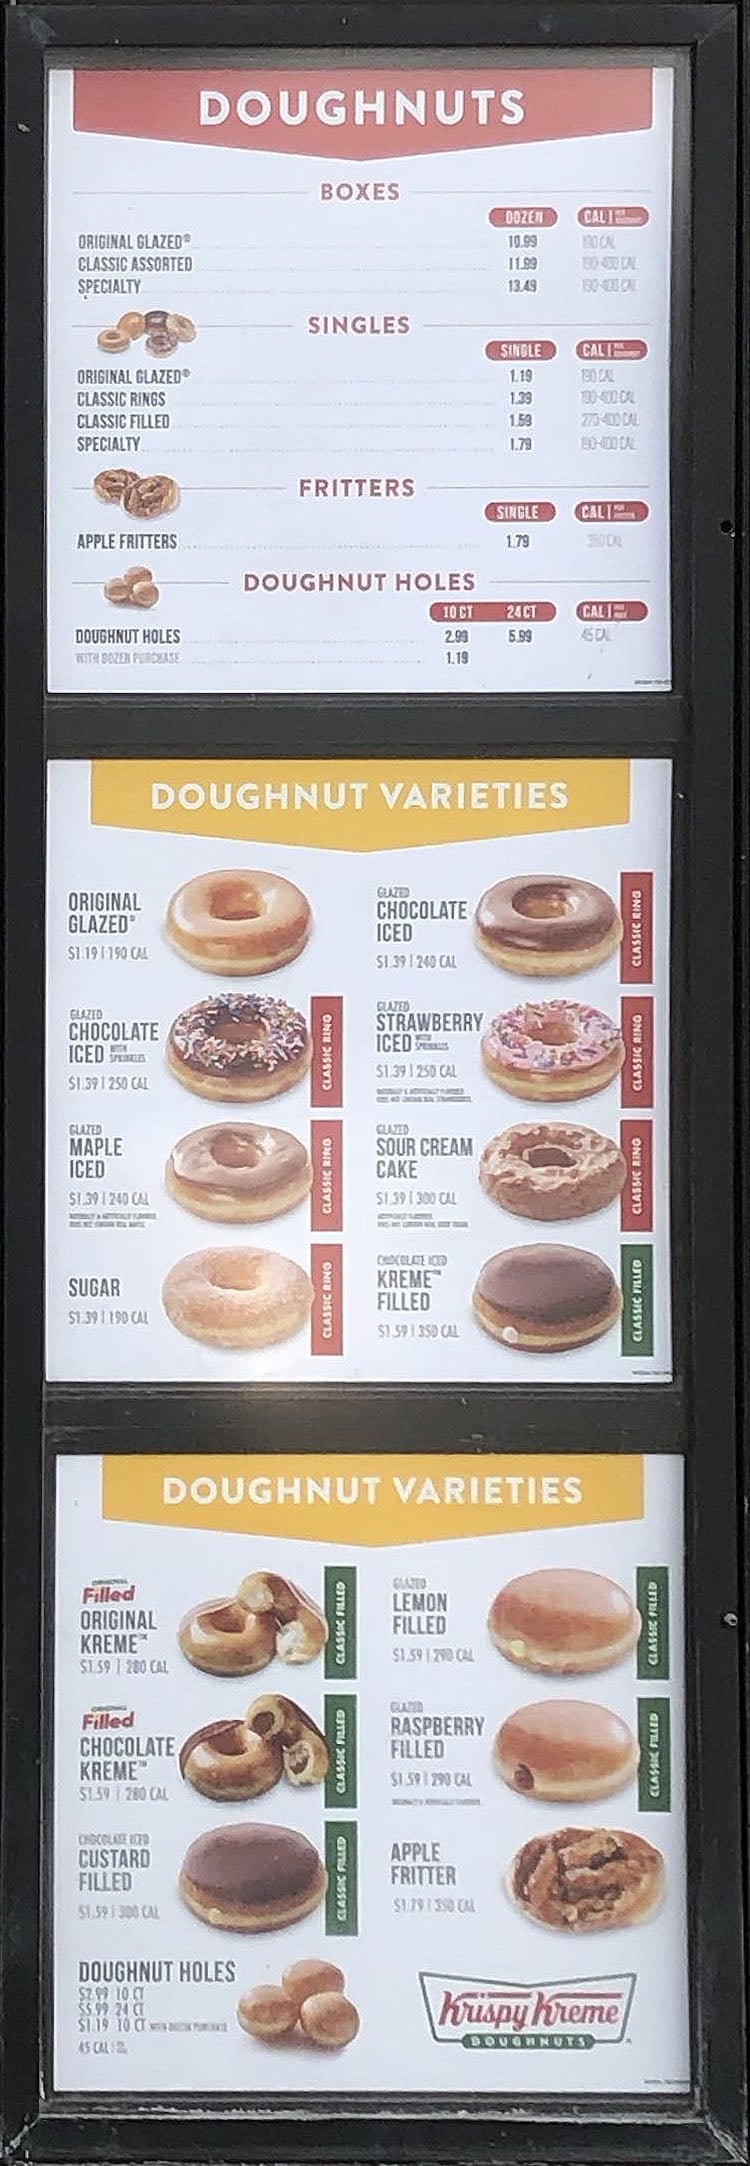 DOUGHNUTS
BOXES
DOZEN CAL PER DOUGHNUT
ORIGINAL GLAZED® 10.99 190 CAL
CLASSIC ASSORTED 11.99 190-400 CAL
SPECIALTY 13.49 190-400 CAL
SINGLES
SINGLE CAL PER DOUGHNUT
ORIGINAL GLAZED® 1.19 190 CAL
CLASSIC RINGS 1.39 190-400 CAL
CLASSIC FILLED 1.59 275-400 CAL
SPECIALTY 1.79 190-400 CAL
FRITTERS
SINGLE CAL PER
APPLE FRITTERS 1.79 350 CAL
DOUGHNUT HOLES
10 CT 24 CT CAL PER
DOUGHNUT HOLES 2.99 5.99 45 CAL
WITH DOZEN PURCHASE 1.19
DOUGHNUT VARIETIES
ORIGINAL
GLAZED®
$1.19 | 190 CAL
GLAZED
CHOCOLATE
ICED
$1.39 | 240 CAL
CLASSIC RING
GLAZED
CHOCOLATE
ICED WITH SPRINKLES
$1.39 | 250 CAL
CLASSIC RING
GLAZED
STRAWBERRY
ICED WITH SPRINKLES
$1.39 | 250 CAL
CLASSIC RING
GLAZED
MAPLE
ICED
$1.39 | 240 CAL
CLASSIC RING
GLAZED
SOUR CREAM
CAKE
$1.39 | 300 CAL
CLASSIC RING
SUGAR
$1.39 | 190 CAL
CLASSIC RING
CHOCOLATE ICED
KREME™
FILLED
$1.59 | 350 CAL
CLASSIC FILLED
DOUGHNUT VARIETIES
ORIGINAL
Filled
ORIGINAL
KREME™
$1.59 | 280 CAL
CLASSIC FILLED
GLAZED
LEMON
FILLED
$1.59 | 290 CAL
CLASSIC FILLED
ORIGINAL
Filled
CHOCOLATE
KREME™
$1.59 | 280 CAL
CLASSIC FILLED
GLAZED
RASPBERRY
FILLED
$1.59 | 290 CAL
CLASSIC FILLED
CHOCOLATE ICED
CUSTARD
FILLED
$1.59 | 300 CAL
CLASSIC FILLED
APPLE
FRITTER
$1.79 | 350 CAL
DOUGHNUT HOLES
$2.99 10 CT
$5.99 24 CT
$1.19 10 CT WITH DOZEN PURCHASE
45 CAL
Krispy Kreme
DOUGHNUTS